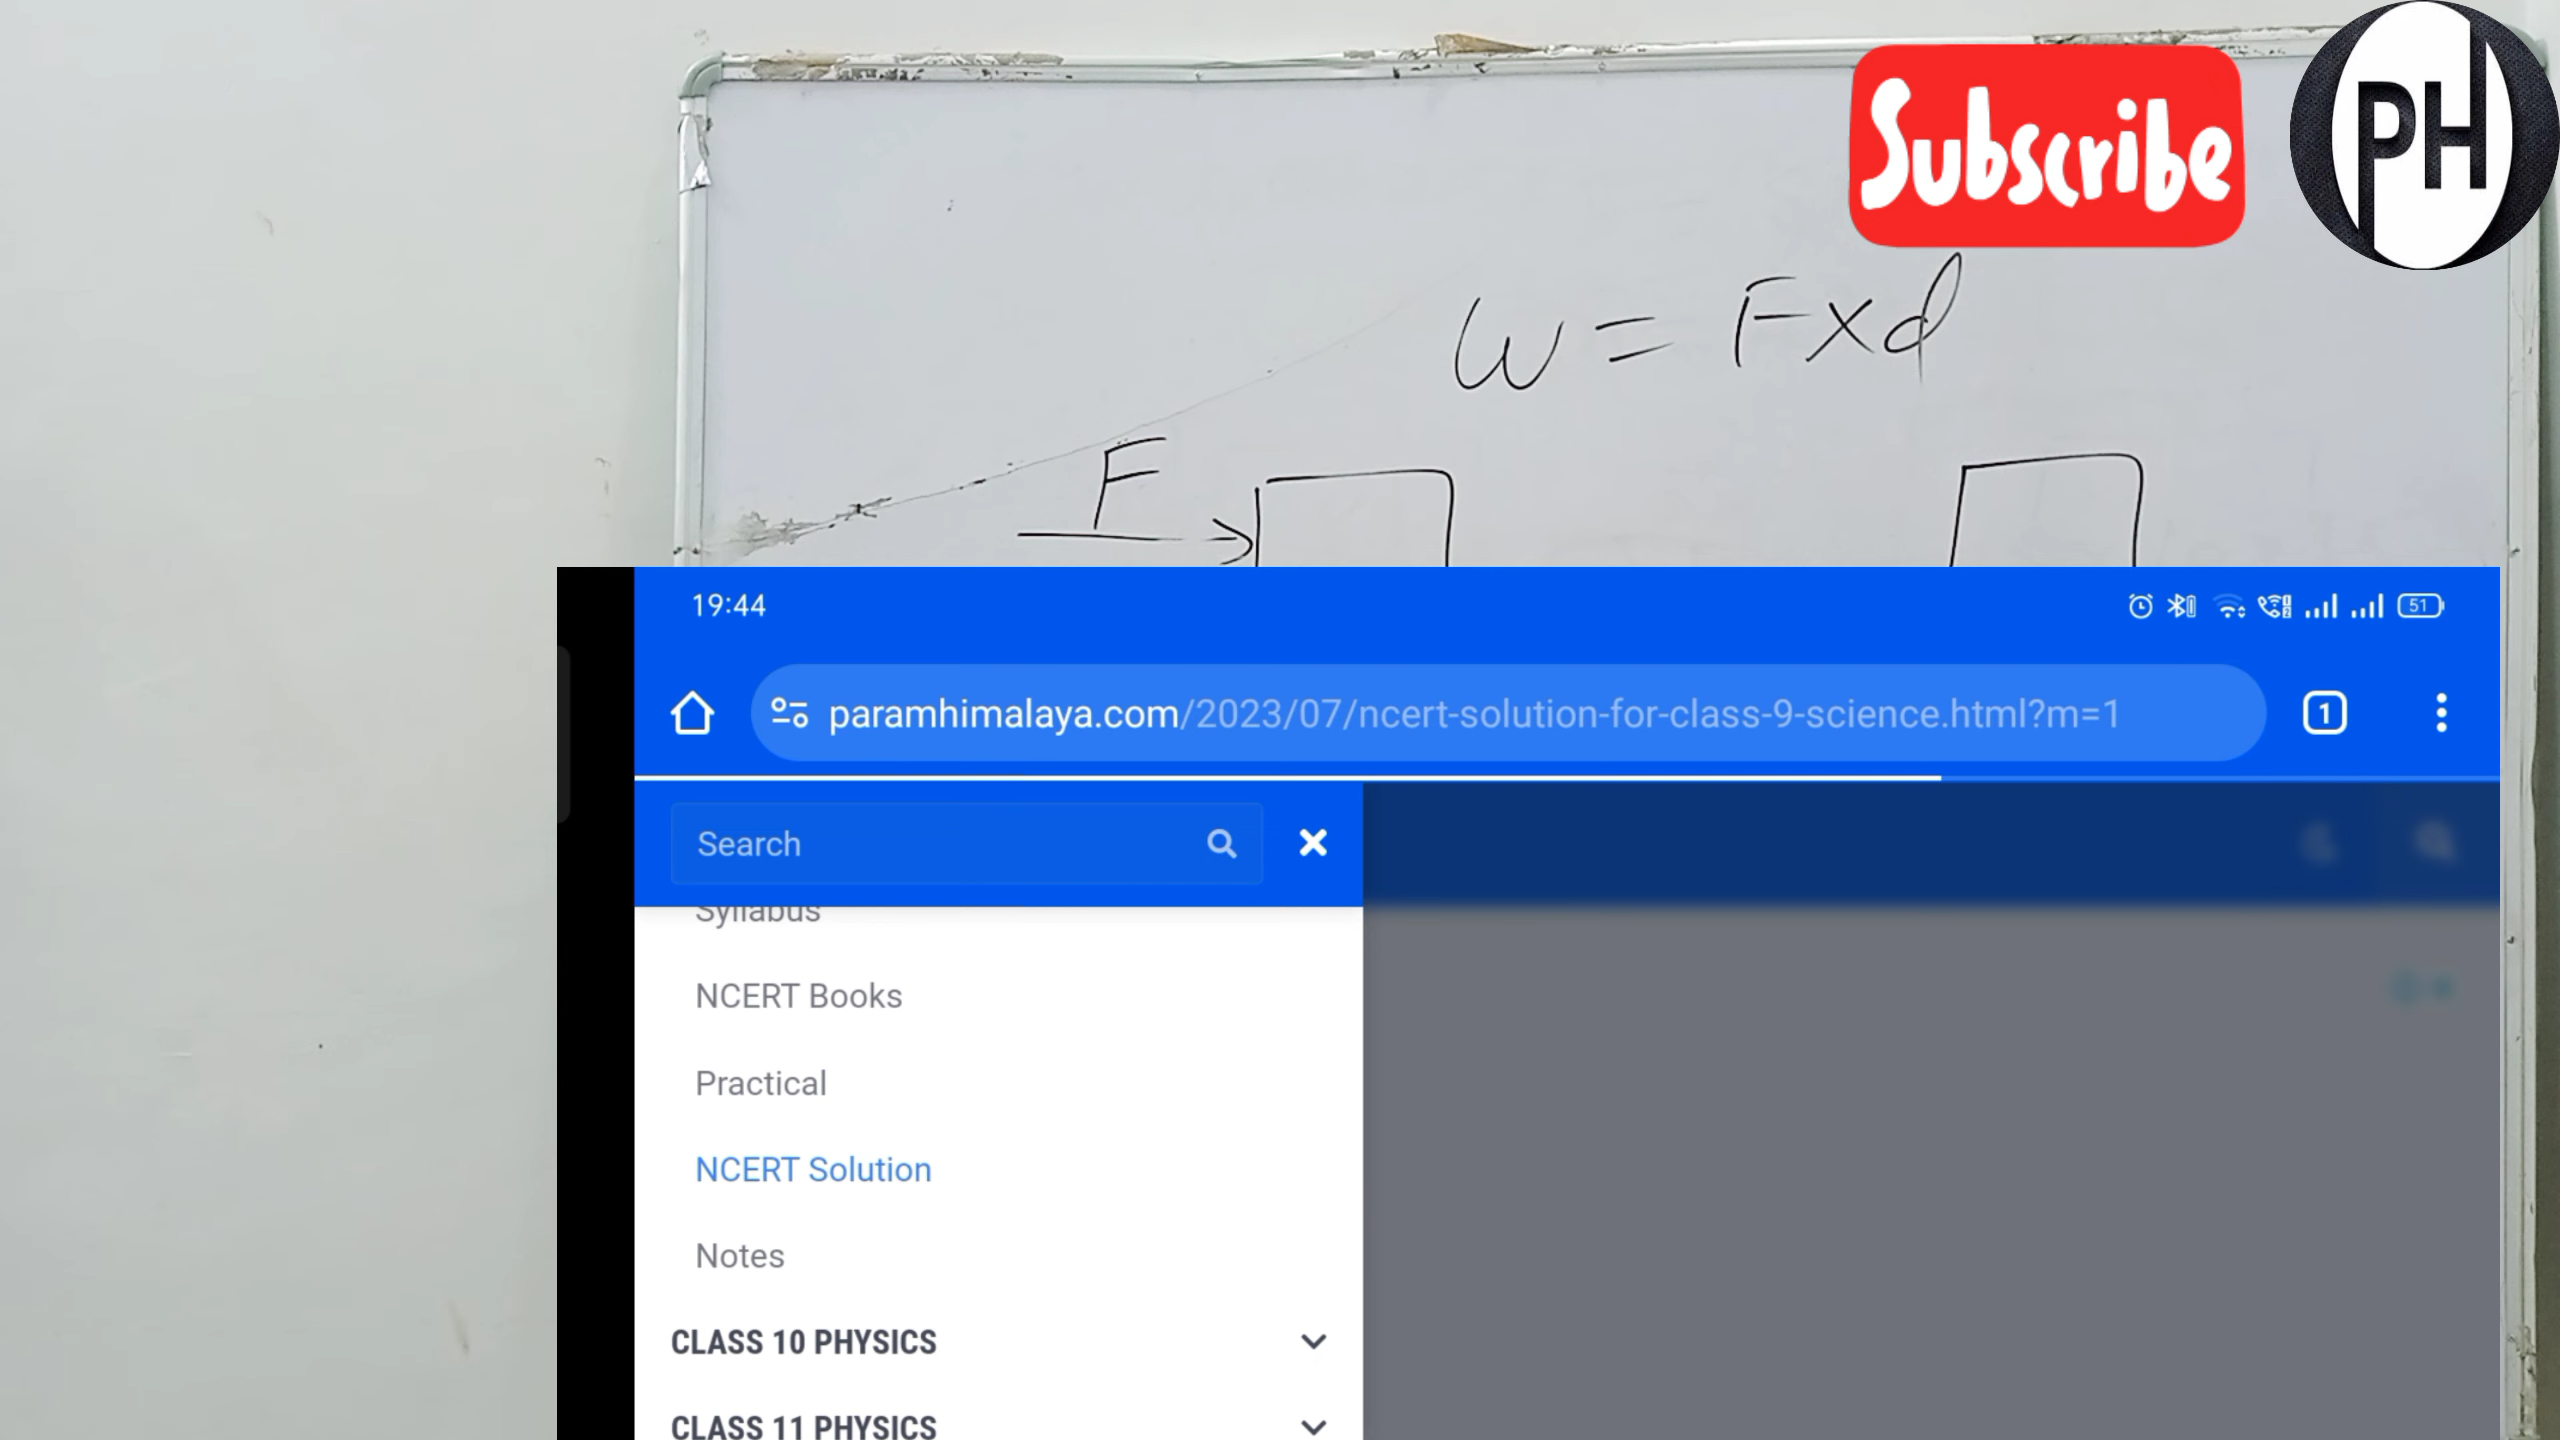 Subscribe
PH
W = F x d
F
19:44
51
paramhimalaya.com/2023/07/ncert-solution-for-class-9-science.html?m=1
1
Search
Syllabus
NCERT Books
Practical
NCERT Solution
Notes
CLASS 10 PHYSICS
CLASS 11 PHYSICS